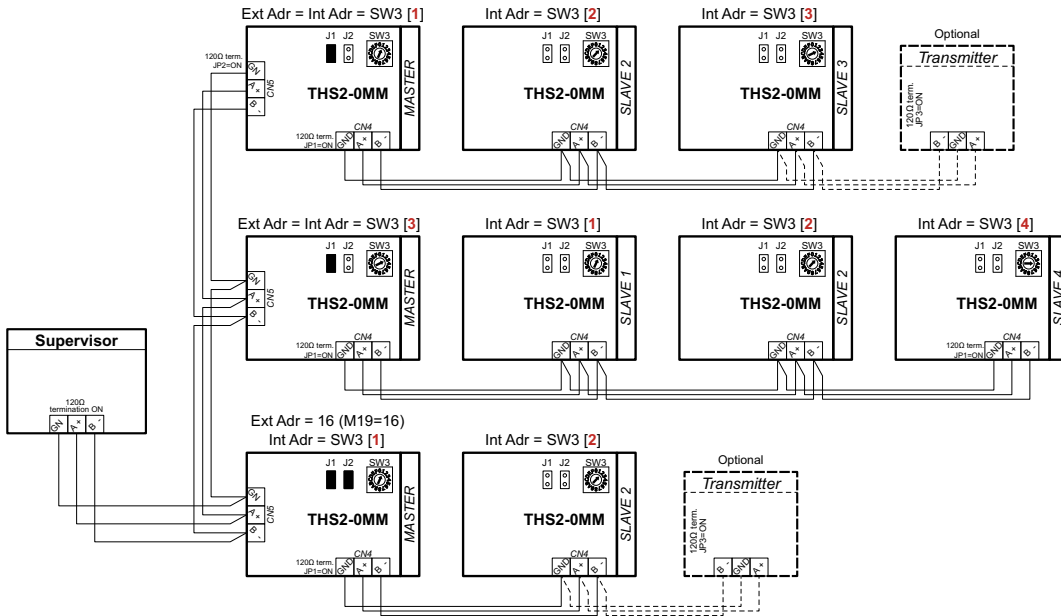 Ext Adr = Int Adr = SW3 [1]
J1 J2 SW3
120Ω term.
JP2=ON
GN
A +
B -
CN5
THS2-0MM
MASTER
120Ω term.
JP1=ON
CN4
GND
A +
B -
Int Adr = SW3 [2]
J1 J2 SW3
THS2-0MM
SLAVE 2
CN4
GND
A +
B -
Int Adr = SW3 [3]
J1 J2 SW3
THS2-0MM
SLAVE 3
CN4
GND
A +
B -
Optional
Transmitter
120Ω term.
JP3=ON
B -
GND
A +
Ext Adr = Int Adr = SW3 [3]
J1 J2 SW3
GN
A +
B -
CN5
THS2-0MM
MASTER
120Ω term.
JP1=ON
CN4
GND
A +
B -
Int Adr = SW3 [1]
J1 J2 SW3
THS2-0MM
SLAVE 1
CN4
GND
A +
B -
Int Adr = SW3 [2]
J1 J2 SW3
THS2-0MM
SLAVE 2
CN4
GND
A +
B -
Int Adr = SW3 [4]
J1 J2 SW3
THS2-0MM
SLAVE 4
120Ω term.
JP1=ON
CN4
GND
A +
B -
Supervisor
120Ω
termination ON
GN
A +
B -
Ext Adr = 16 (M19=16)
Int Adr = SW3 [1]
J1 J2 SW3
GN
A +
B -
CN5
THS2-0MM
MASTER
120Ω term.
JP1=ON
CN4
GND
A +
B -
Int Adr = SW3 [2]
J1 J2 SW3
THS2-0MM
SLAVE 2
CN4
GND
A +
B -
Optional
Transmitter
120Ω term.
JP3=ON
B -
GND
A +